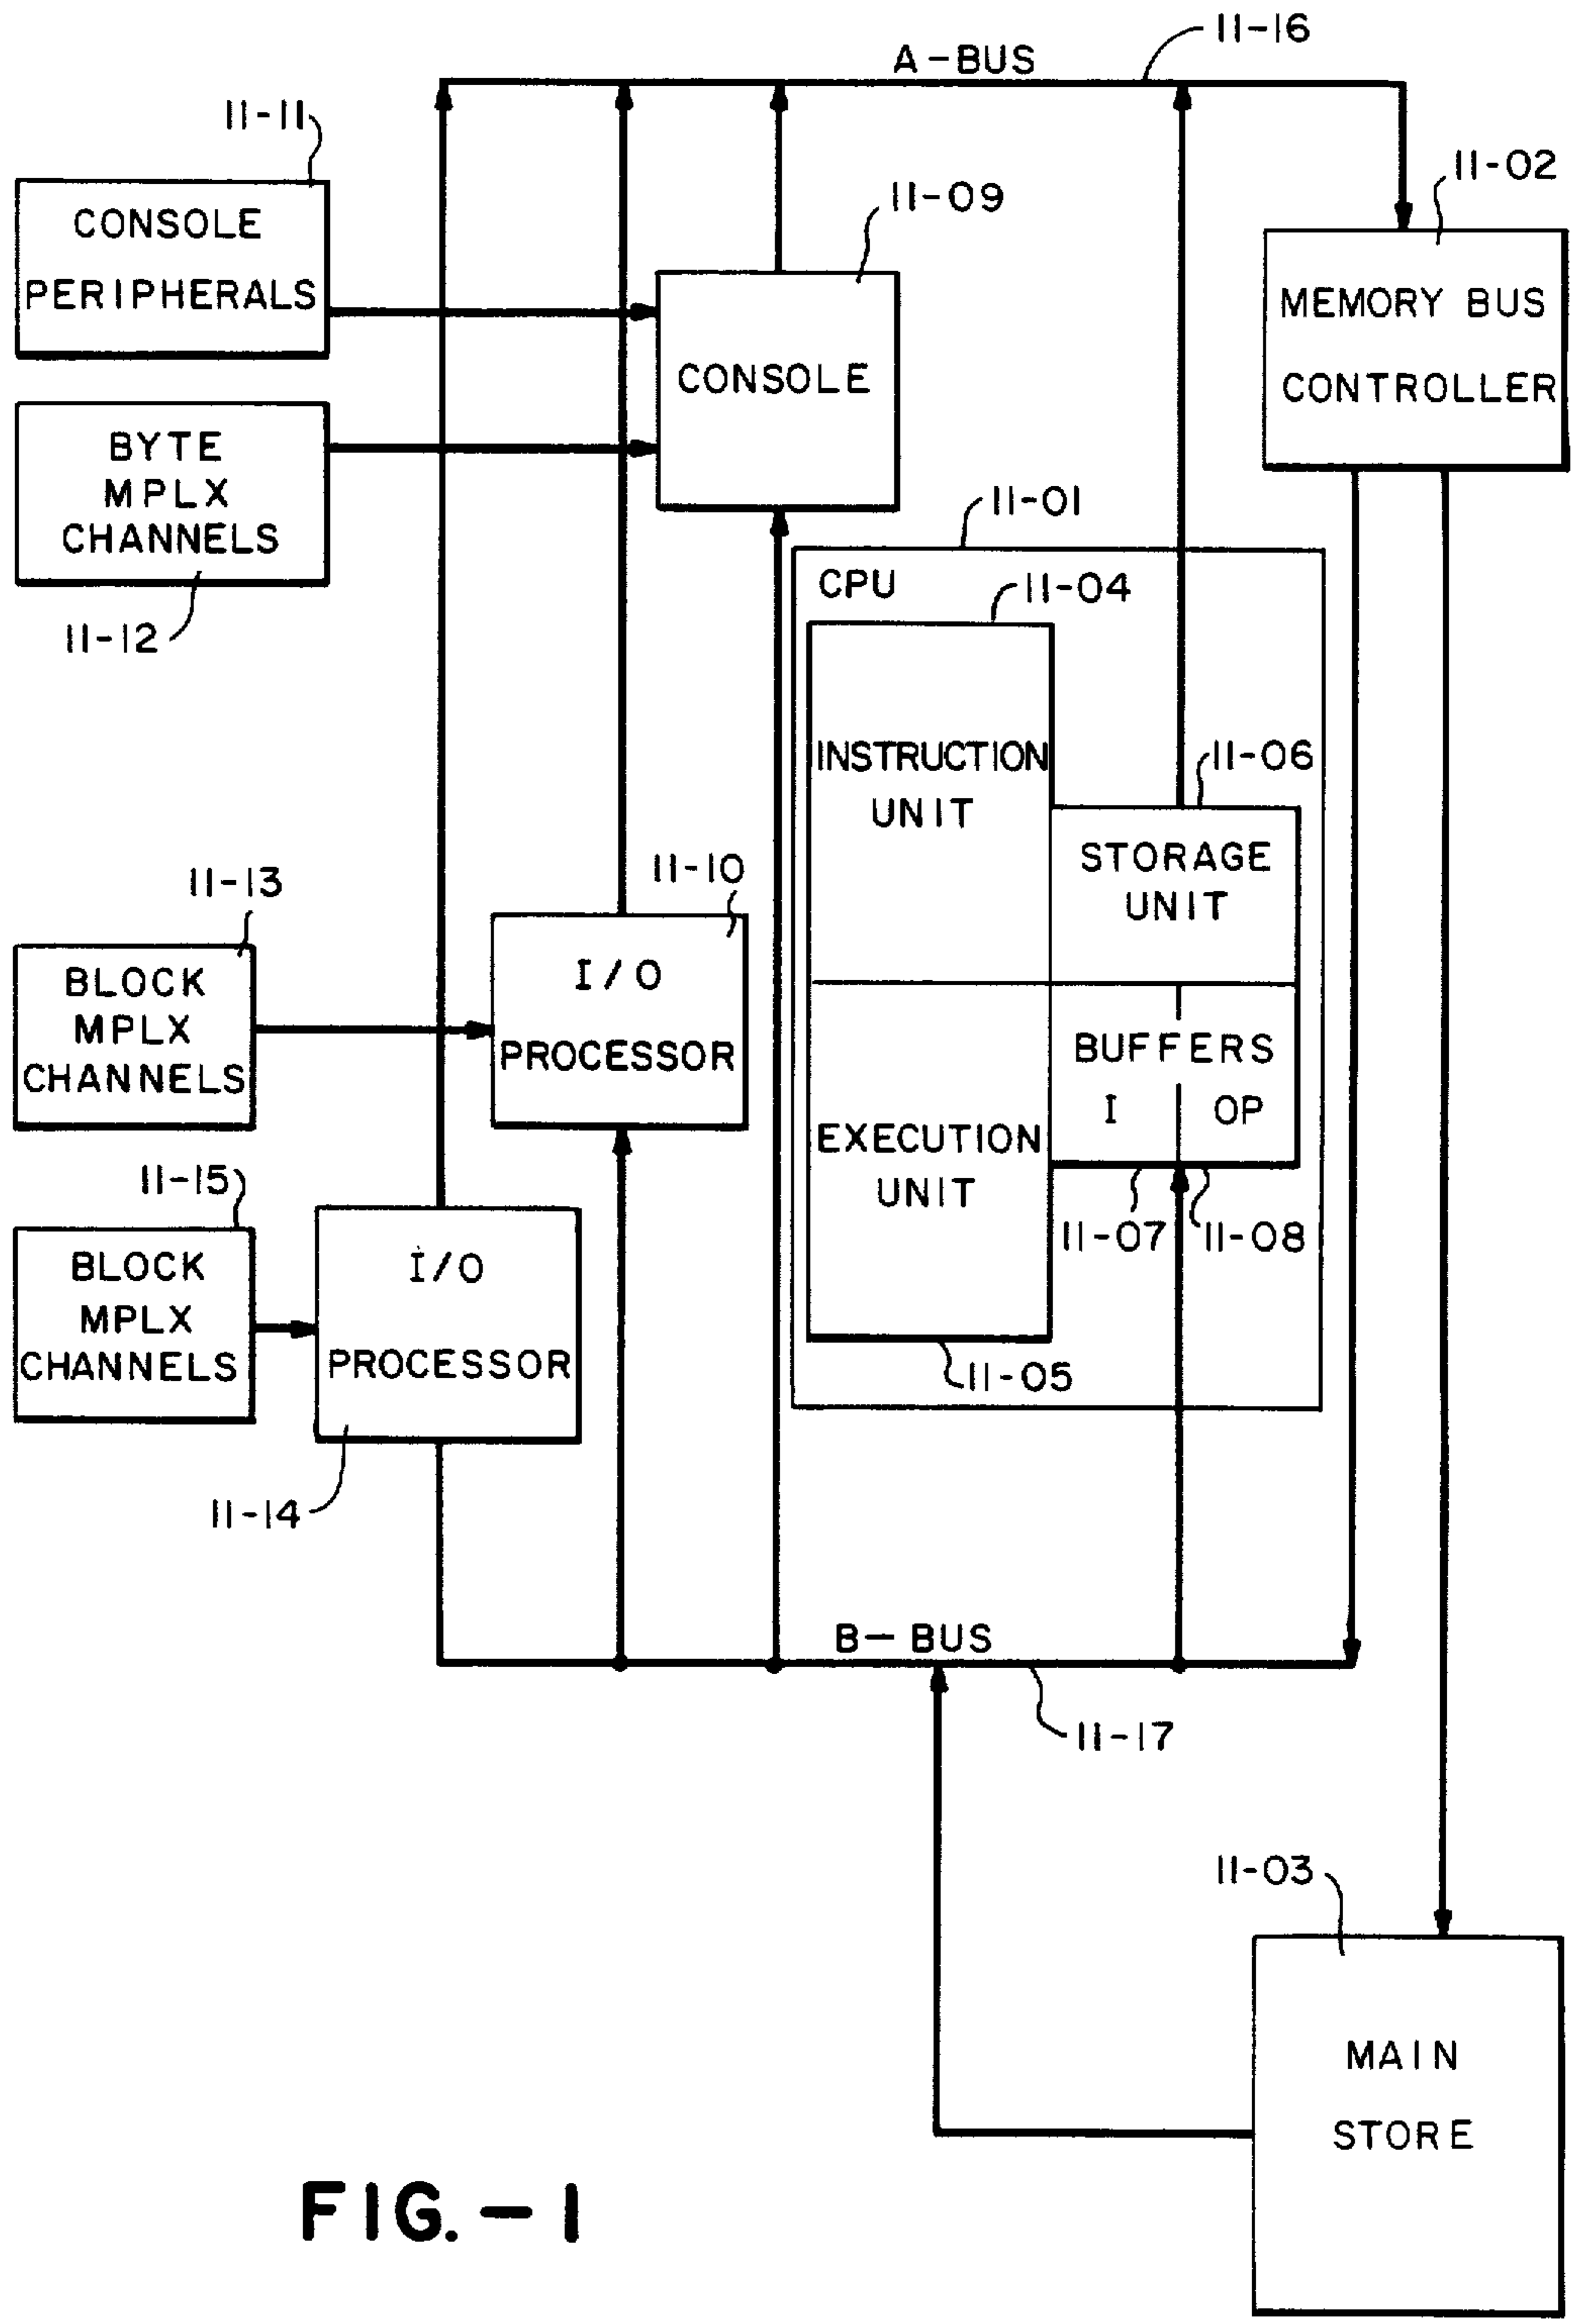 11-16
A-BUS
11-11
11-02
CONSOLE
PERIPHERALS
11-09
MEMORY BUS
CONTROLLER
CONSOLE
BYTE
MPLX
CHANNELS
11-12
11-01
CPU
11-04
INSTRUCTION
UNIT
11-06
STORAGE
UNIT
11-13
11-10
BLOCK
MPLX
CHANNELS
I/O
PROCESSOR
BUFFERS
I OP
EXECUTION
UNIT
11-07 11-08
11-15
BLOCK
MPLX
CHANNELS
I/O
PROCESSOR
11-05
11-14
B-BUS
11-17
11-03
MAIN
STORE
FIG.-1